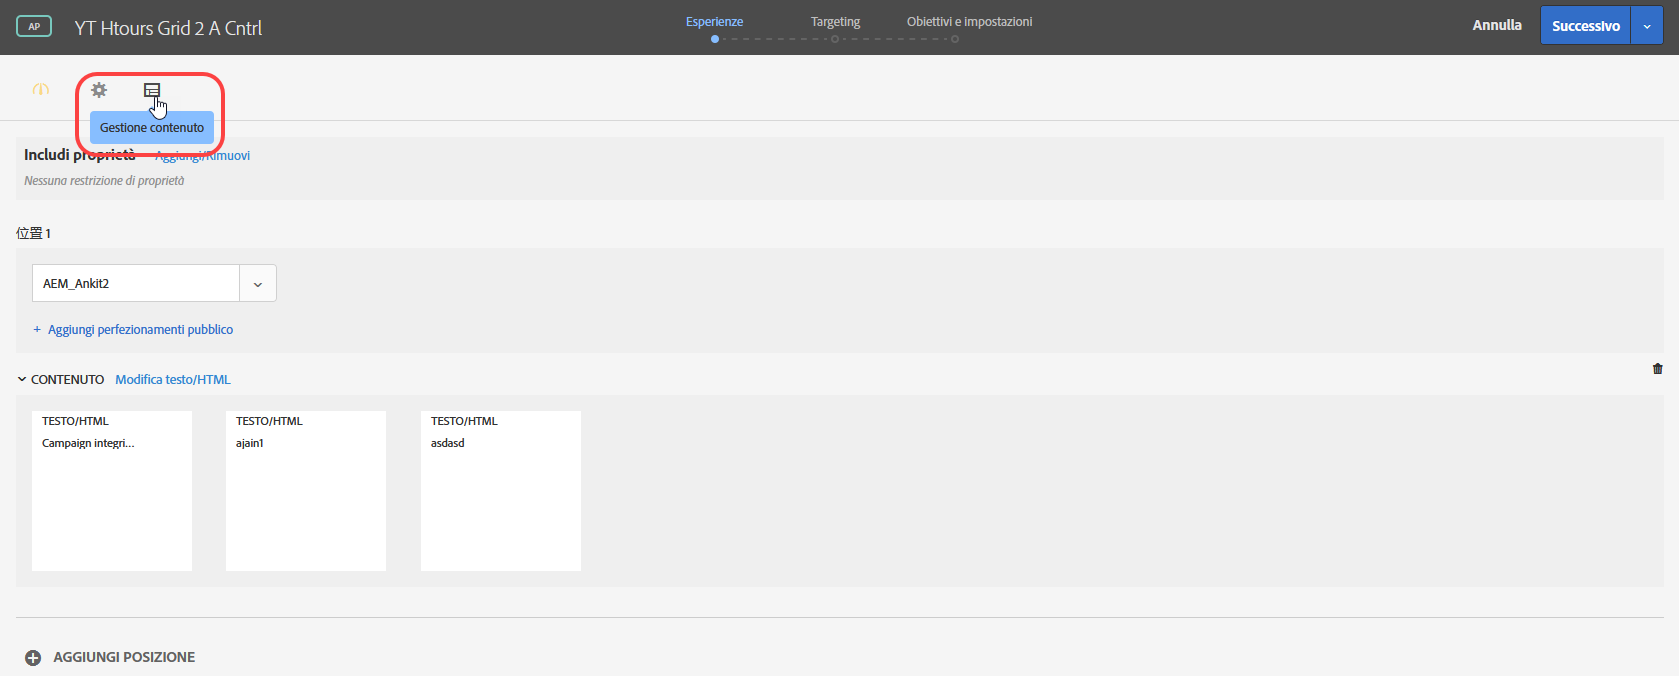 AP YT Htours Grid 2 A Cntrl
Esperienze Targeting Obiettivi e impostazioni
Annulla Successivo
Gestione contenuto
Includi proprietà Aggiungi/Rimuovi
Nessuna restrizione di proprietà
位置 1
AEM_Ankit2
+ Aggiungi perfezionamenti pubblico
CONTENUTO Modifica testo/HTML
TESTO/HTML TESTO/HTML TESTO/HTML
Campaign integri... ajain1 asdasd
AGGIUNGI POSIZIONE